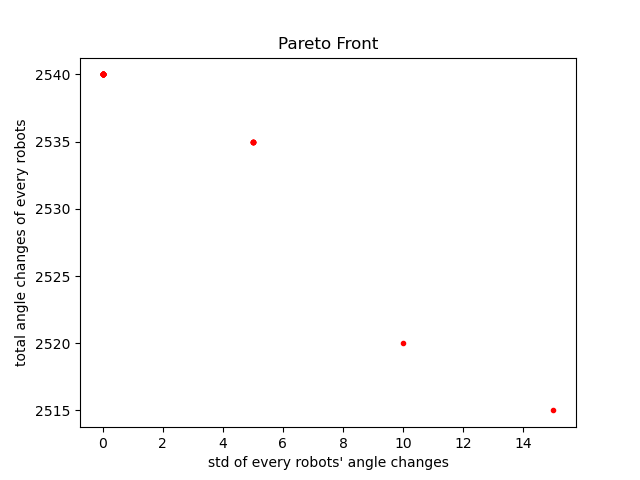 Pareto Front
total angle changes of every robots
2540
2535
2530
2525
2520
2515
0 2 4 6 8 10 12 14
std of every robots' angle changes